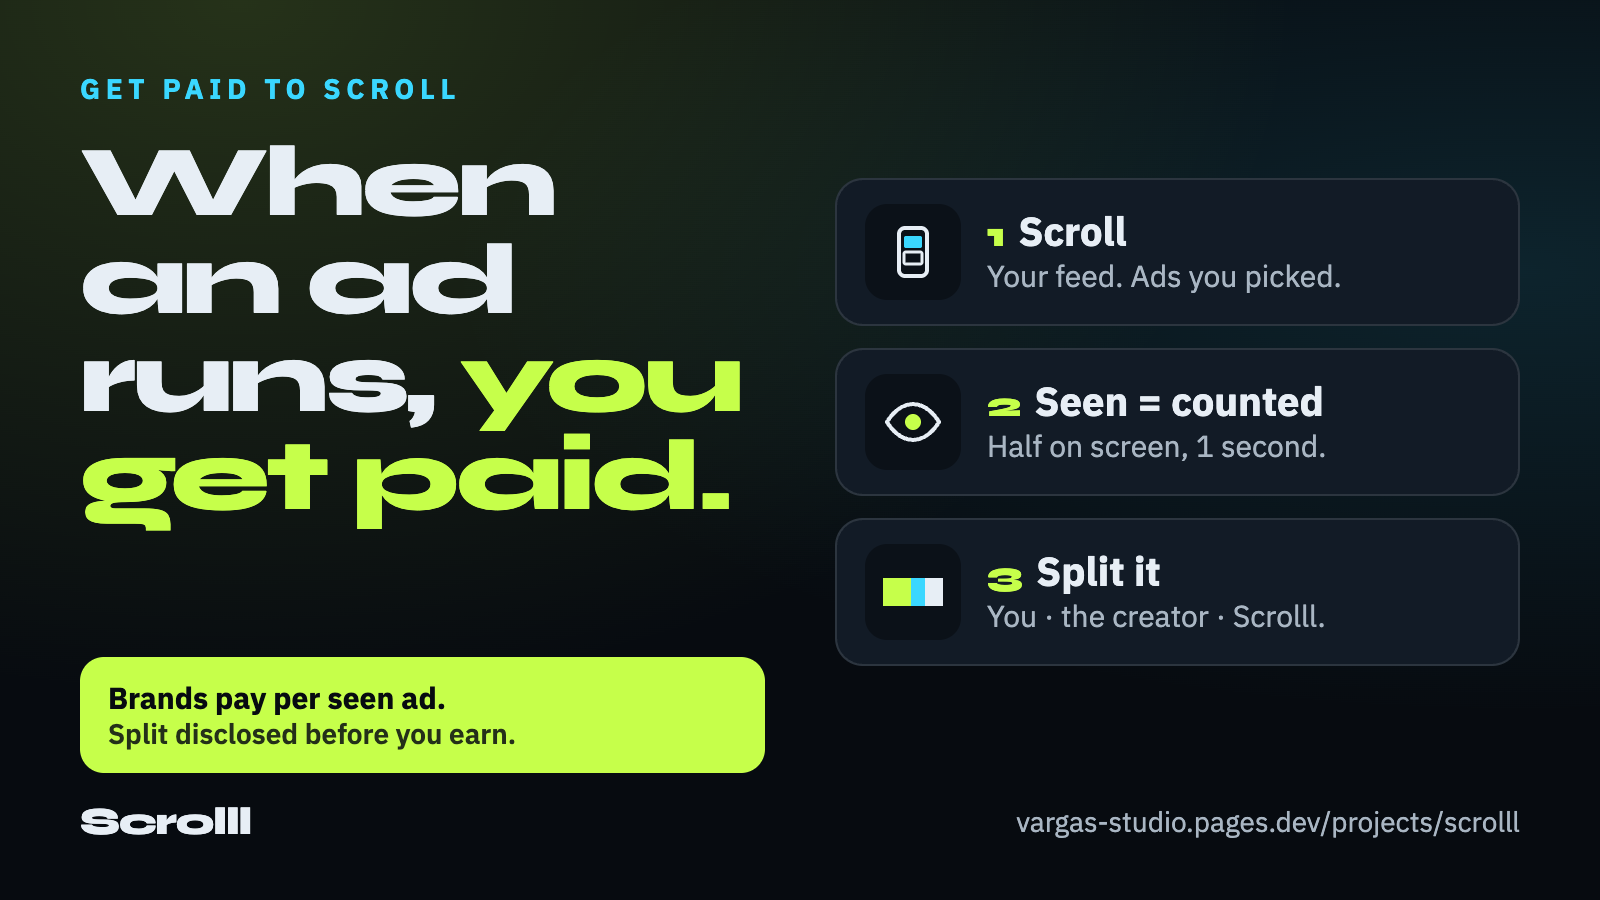 GET PAID TO SCROLL
When
an ad
runs, you
get paid.
Brands pay per seen ad.
Split disclosed before you earn.
1 Scroll
Your feed. Ads you picked.
2 Seen = counted
Half on screen, 1 second.
3 Split it
You · the creator · Scrolll.
Scrolll
vargas-studio.pages.dev/projects/scrolll